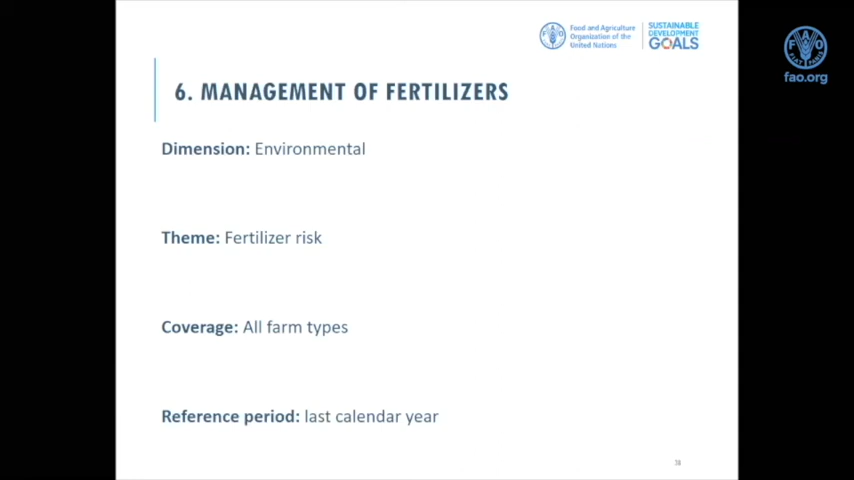 Food and Agriculture
Organization of the
United Nations
SUSTAINABLE
DEVELOPMENT
GOALS
fao.org
6. MANAGEMENT OF FERTILIZERS
Dimension: Environmental
Theme: Fertilizer risk
Coverage: All farm types
Reference period: last calendar year